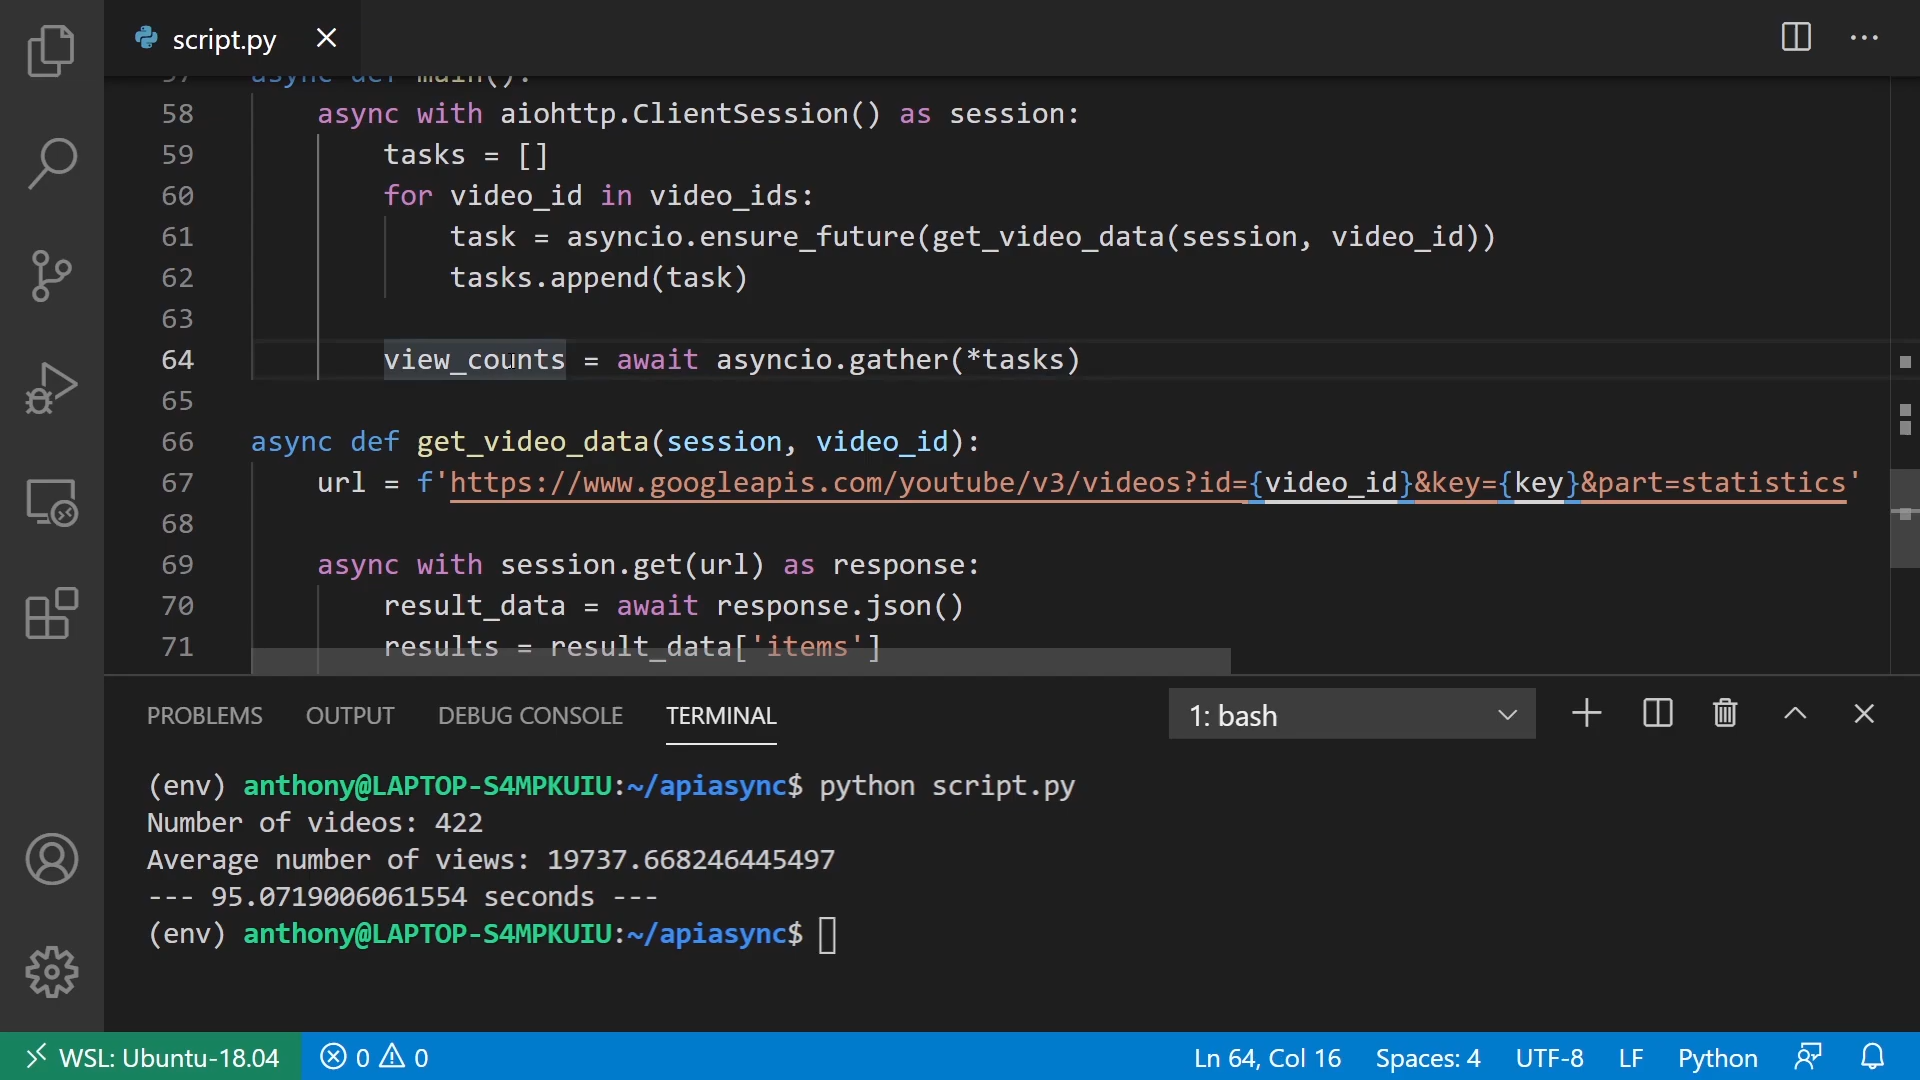 script.py
57 async def main():
58 async with aiohttp.ClientSession() as session:
59 tasks = []
60 for video_id in video_ids:
61 task = asyncio.ensure_future(get_video_data(session, video_id))
62 tasks.append(task)
63
64 view_counts = await asyncio.gather(*tasks)
65
66 async def get_video_data(session, video_id):
67 url = f'https://www.googleapis.com/youtube/v3/videos?id={video_id}&key={key}&part=statistics'
68
69 async with session.get(url) as response:
70 result_data = await response.json()
71 results = result_data['items']
PROBLEMS OUTPUT DEBUG CONSOLE TERMINAL 1: bash
(env) anthony@LAPTOP-S4MPKUIU:~/apiasync$ python script.py
Number of videos: 422
Average number of views: 19737.668246445497
--- 95.0719006061554 seconds ---
(env) anthony@LAPTOP-S4MPKUIU:~/apiasync$
WSL: Ubuntu-18.04 0 0 Ln 64, Col 16 Spaces: 4 UTF-8 LF Python